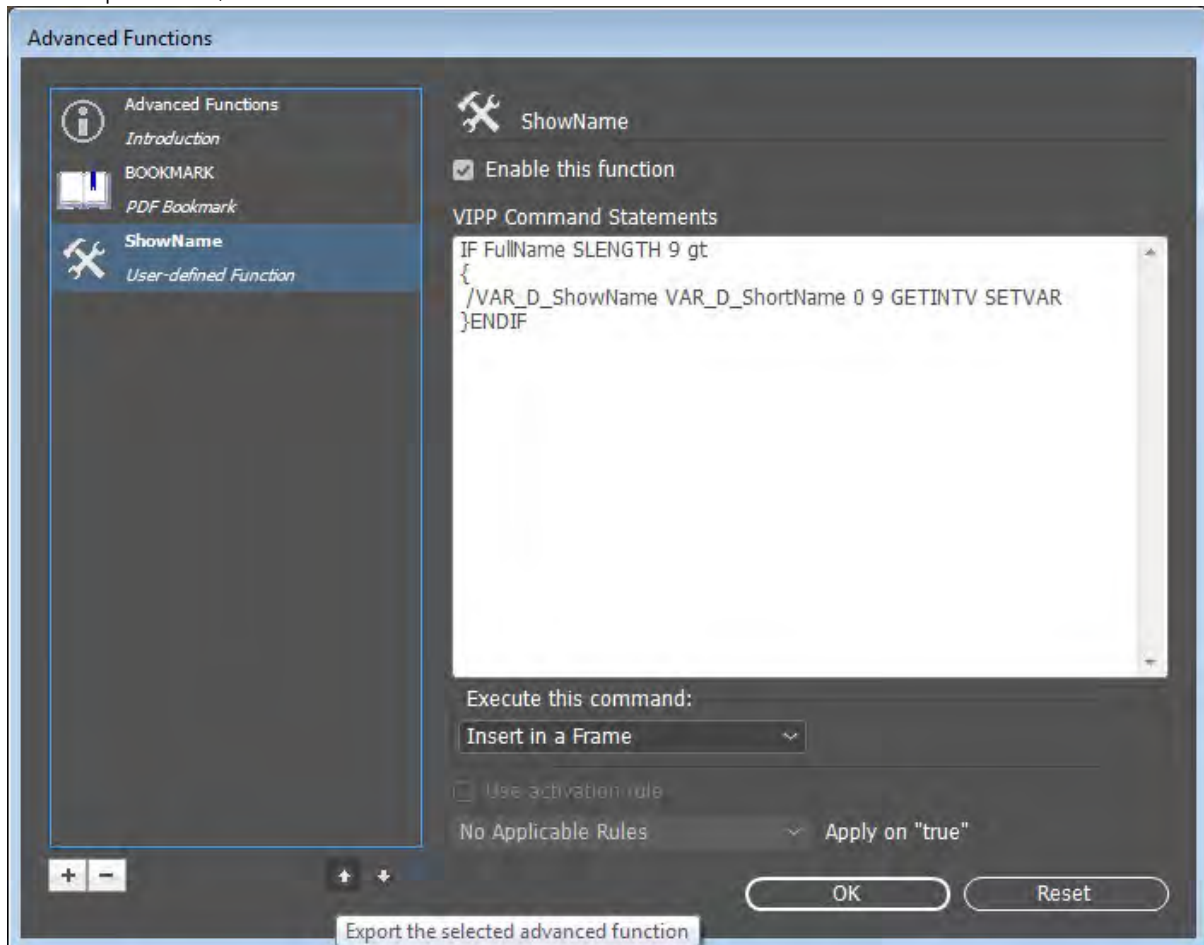 Advanced Functions
Advanced Functions
Introduction
BOOKMARK
PDF Bookmark
ShowName
User-defined Function
ShowName
Enable this function
VIPP Command Statements
IF FullName SLENGTH 9 gt
{
/VAR_D_ShowName VAR_D_ShortName 0 9 GETINTV SETVAR
}ENDIF
Execute this command:
Insert in a Frame
Use activation rule
No Applicable Rules
Apply on "true"
+ -
OK
Reset
Export the selected advanced function